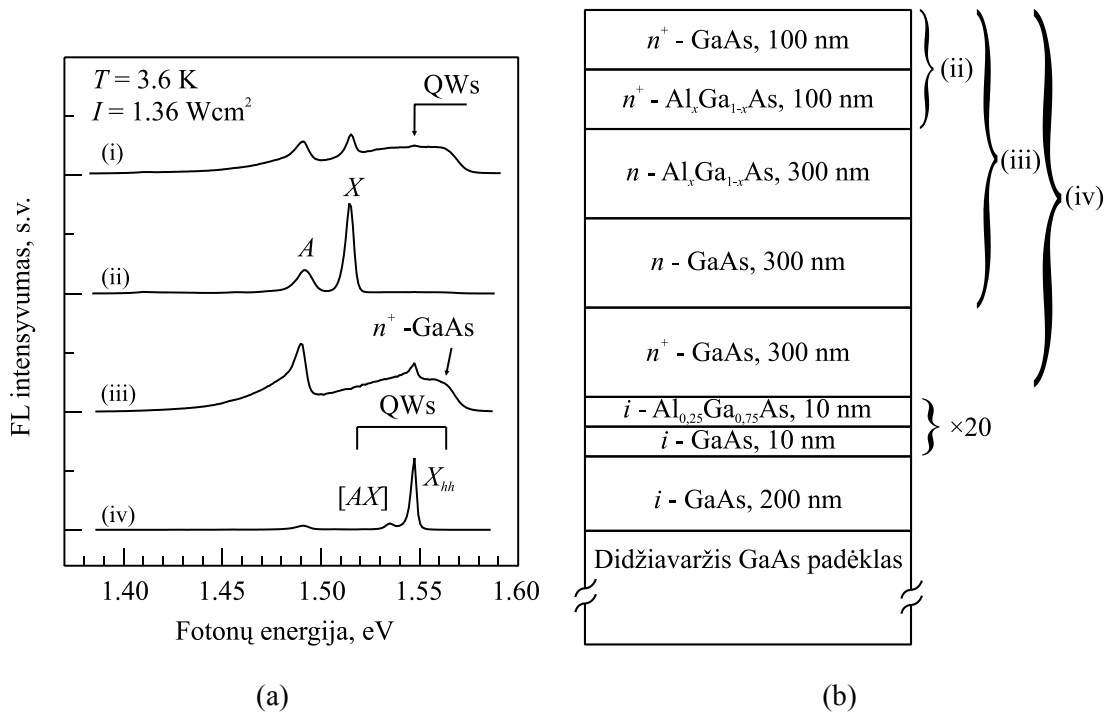 T = 3.6 K
I = 1.36 Wcm²
QWs
(i)
X
A
(ii)
n⁺ -GaAs
(iii)
QWs
[AX]
X_hh
(iv)
1.40 1.45 1.50 1.55 1.60
Fotonų energija, eV
FL intensyvumas, s.v.
(a)
n⁺ - GaAs, 100 nm
n⁺ - AlₓGa₁₋ₓAs, 100 nm
(ii)
n - AlₓGa₁₋ₓAs, 300 nm
(iii)
(iv)
n - GaAs, 300 nm
n⁺ - GaAs, 300 nm
i - Al₀,₂₅Ga₀,₇₅As, 10 nm
×20
i - GaAs, 10 nm
i - GaAs, 200 nm
Didžiavaržis GaAs padėklas
(b)